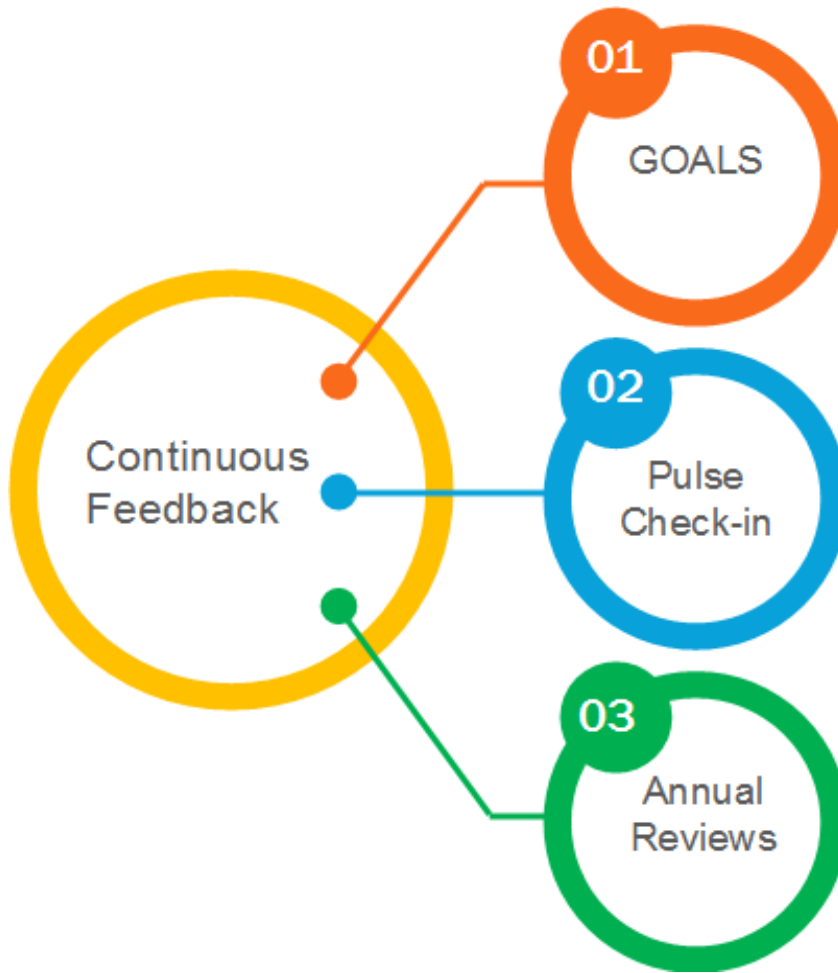 01
GOALS
Continuous
Feedback
02
Pulse
Check-in
03
Annual
Reviews